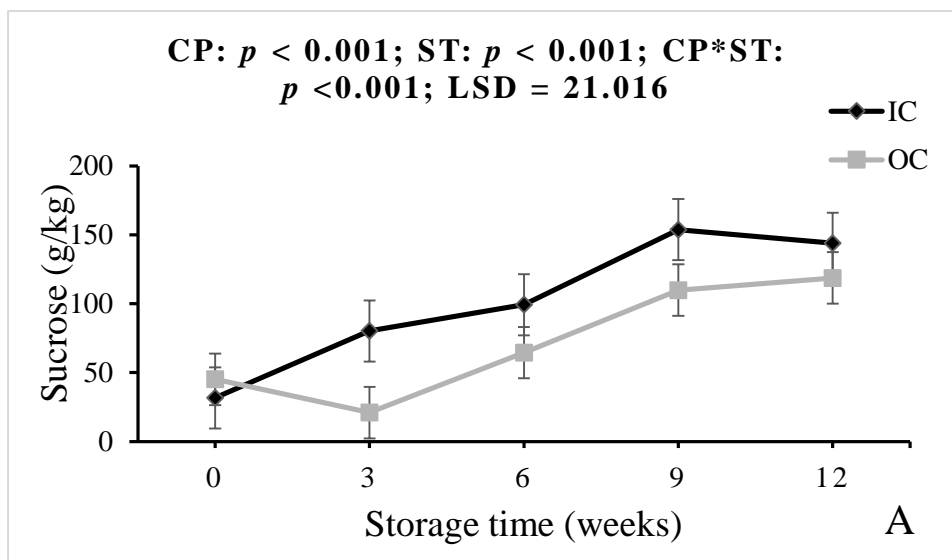 CP: p < 0.001; ST: p < 0.001; CP*ST:
p <0.001; LSD = 21.016
IC
OC
Sucrose (g/kg)
200
150
100
50
0
0 3 6 9 12
Storage time (weeks)
A